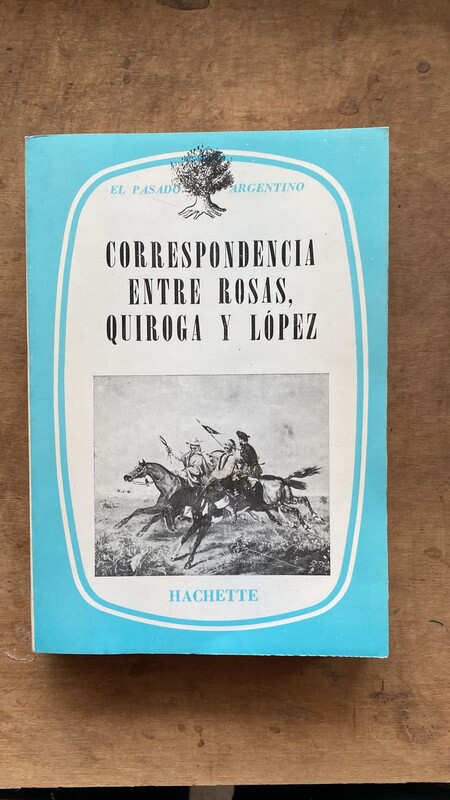 EL PASADO ARGENTINO
CORRESPONDENCIA
ENTRE ROSAS,
QUIROGA Y LÓPEZ
HACHETTE